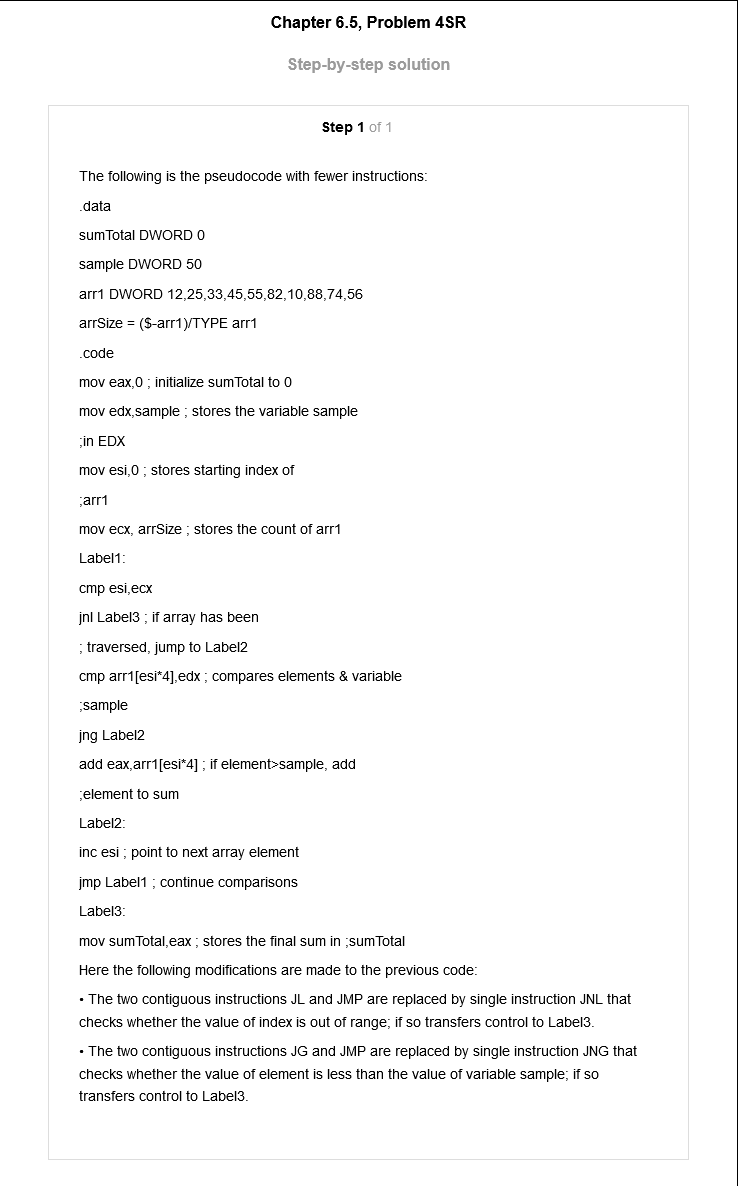 Chapter 6.5, Problem 4SR
Step-by-step solution
Step 1 of 1
The following is the pseudocode with fewer instructions:
.data
sumTotal DWORD 0
sample DWORD 50
arr1 DWORD 12,25,33,45,55,82,10,88,74,56
arrSize = ($-arr1)/TYPE arr1
.code
mov eax,0 ; initialize sumTotal to 0
mov edx,sample ; stores the variable sample
;in EDX
mov esi,0 ; stores starting index of
;arr1
mov ecx, arrSize ; stores the count of arr1
Label1:
cmp esi,ecx
jnl Label3 ; if array has been
; traversed, jump to Label2
cmp arr1[esi*4],edx ; compares elements & variable
;sample
jng Label2
add eax,arr1[esi*4] ; if element>sample, add
;element to sum
Label2:
inc esi ; point to next array element
jmp Label1 ; continue comparisons
Label3:
mov sumTotal,eax ; stores the final sum in ;sumTotal
Here the following modifications are made to the previous code:
• The two contiguous instructions JL and JMP are replaced by single instruction JNL that
checks whether the value of index is out of range; if so transfers control to Label3.
• The two contiguous instructions JG and JMP are replaced by single instruction JNG that
checks whether the value of element is less than the value of variable sample; if so
transfers control to Label3.